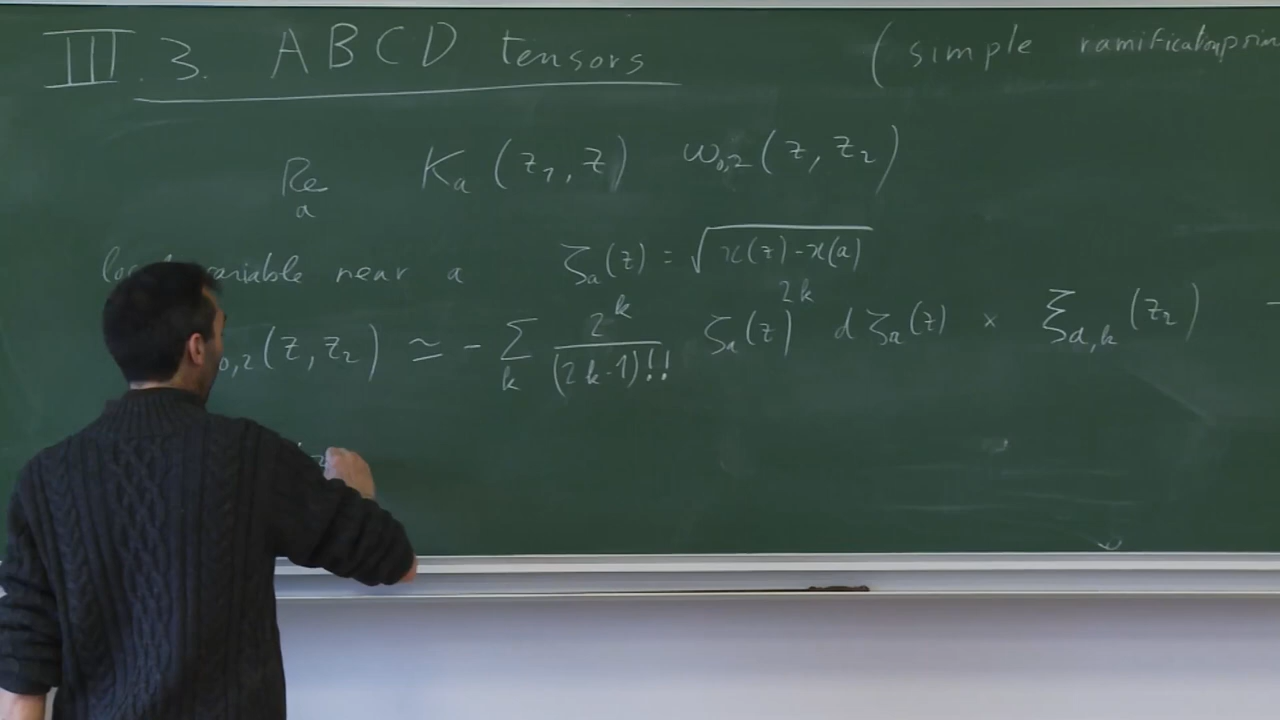 III.3. ABCD tensors (simple ramification
Res_a K_a(z_1, z) ω_{0,2}(z, z_2)
variable near a ζ_a(z) = √(x(z)-x(a))
_{0,2}(z, z_2) ≃ - Σ_k 2^k/(2k-1)!! ζ_a(z)^{2k} dζ_a(z) × ξ_{a,k}(z_2)